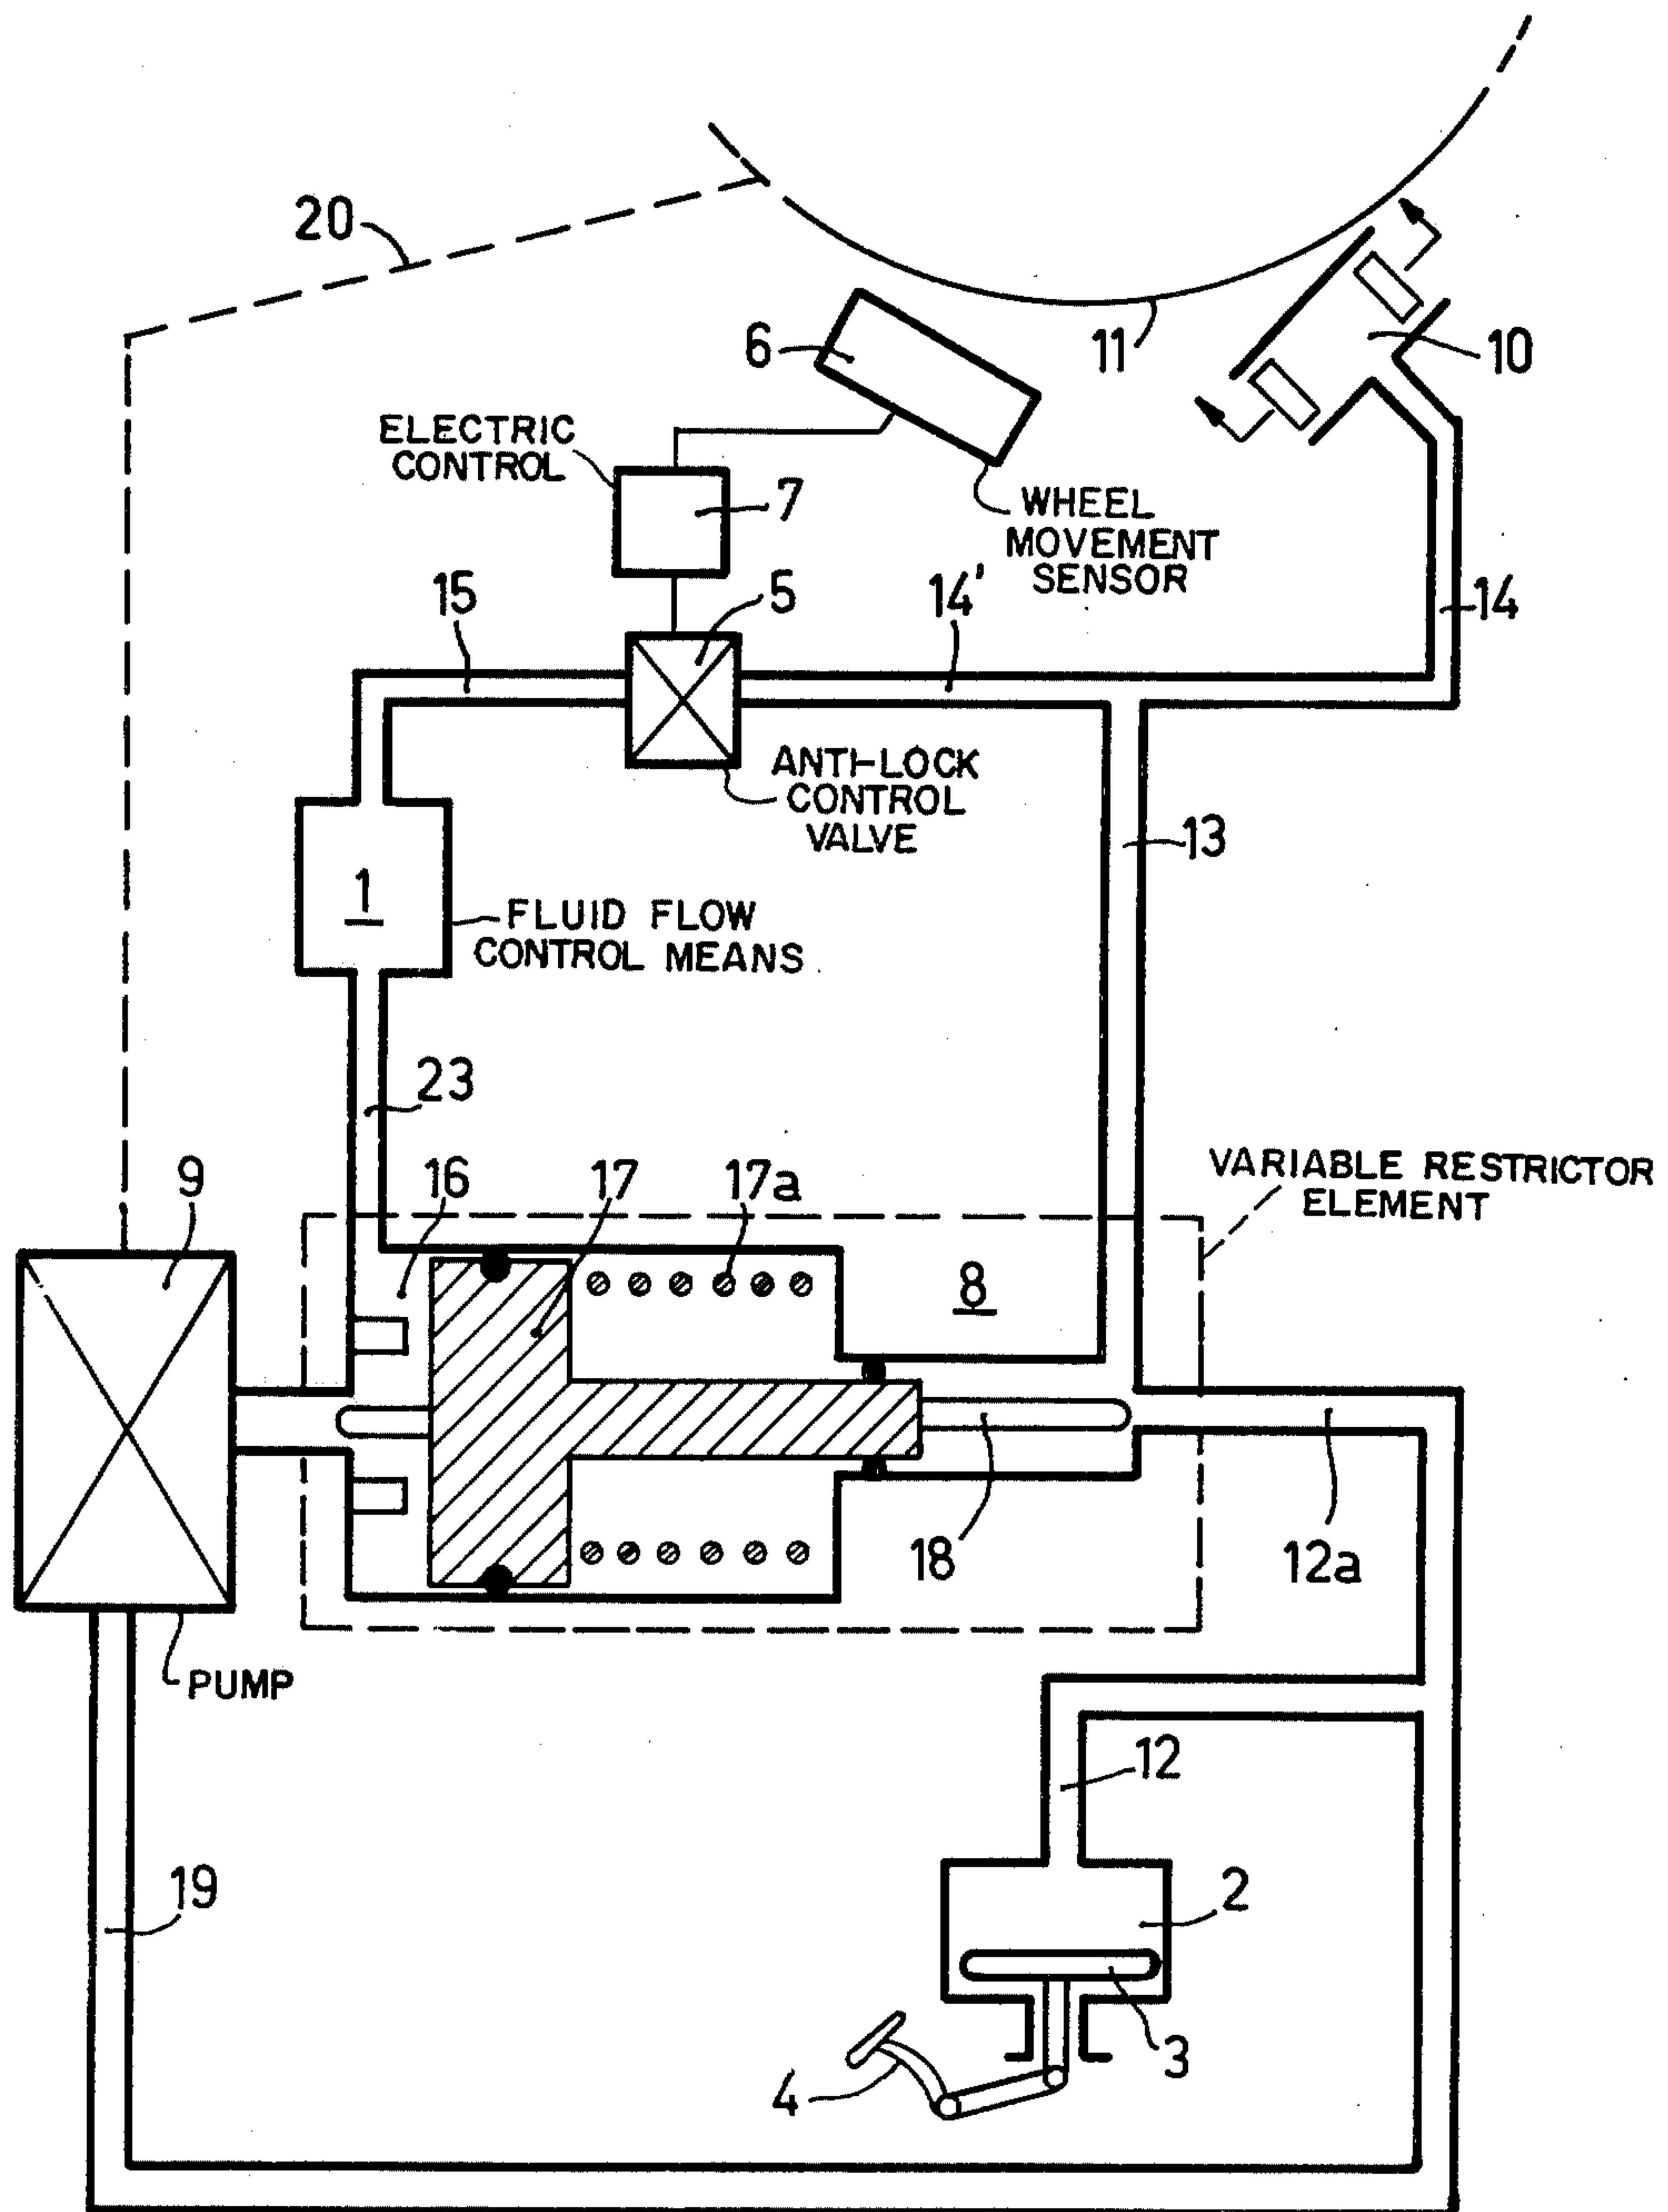 20
6
11
10
ELECTRIC
CONTROL
7
WHEEL
MOVEMENT
SENSOR
15
5
14'
14
ANTI-LOCK
CONTROL
VALVE
13
1
FLUID FLOW
CONTROL MEANS
23
9
16
17
17a
8
VARIABLE RESTRICTOR
ELEMENT
18
12a
PUMP
12
19
2
3
4